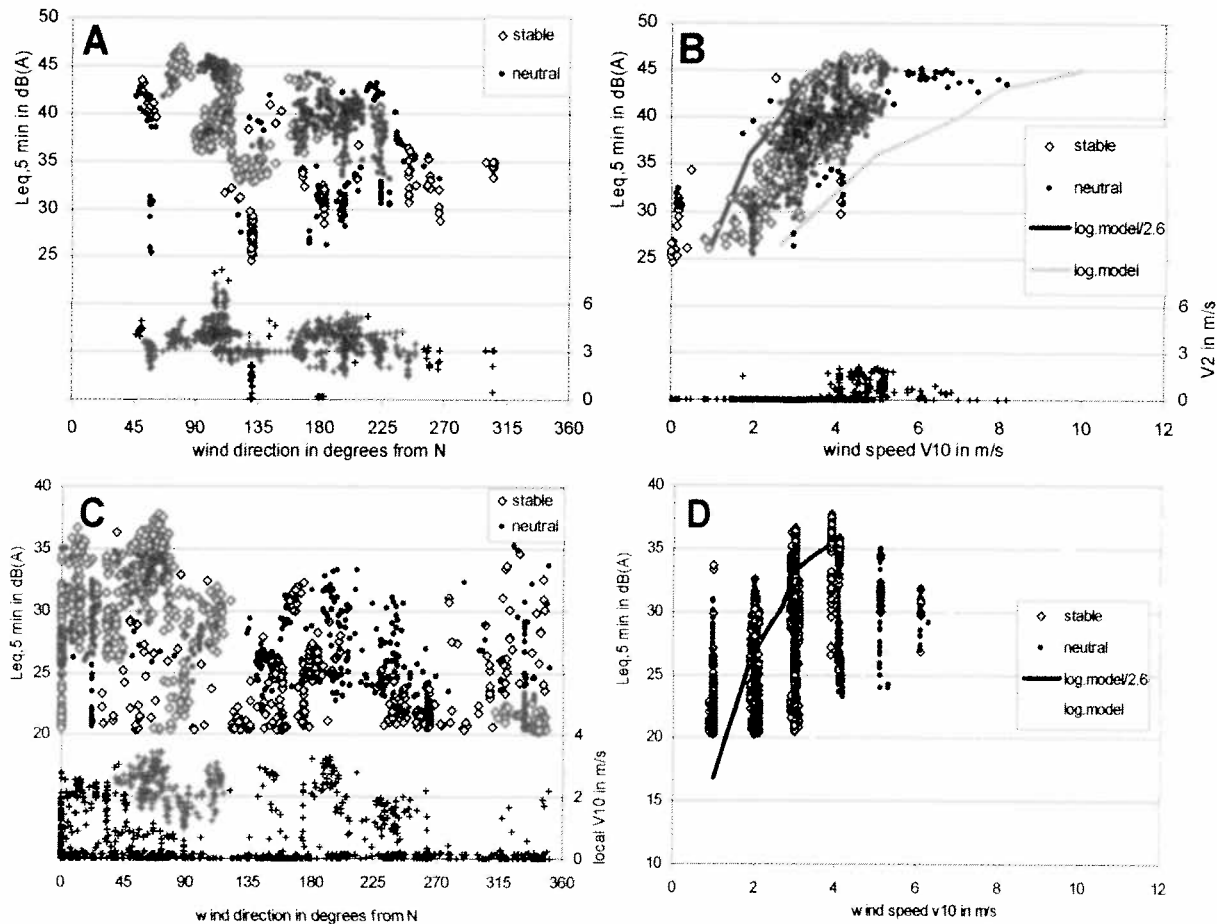 A
Leq,5 min in dB(A)
50
45
40
35
30
25
6
3
0
0 45 90 135 180 225 270 315 360
wind direction in degrees from N
stable
neutral
B
Leq,5 min in dB(A)
50
45
40
35
30
25
6
3
0
V2 in m/s
0 2 4 6 8 10 12
wind speed V10 in m/s
stable
neutral
log.model/2.6
log.model
C
Leq,5 min in dB(A)
40
35
30
25
20
4
2
0
local V10 in m/s
0 45 90 135 180 225 270 315 360
wind direction in degrees from N
stable
neutral
D
Leq,5 min in dB(A)
40
35
30
25
20
15
10
0 2 4 6 8 10 12
wind speed v10 in m/s
stable
neutral
log.model/2.6
log.model